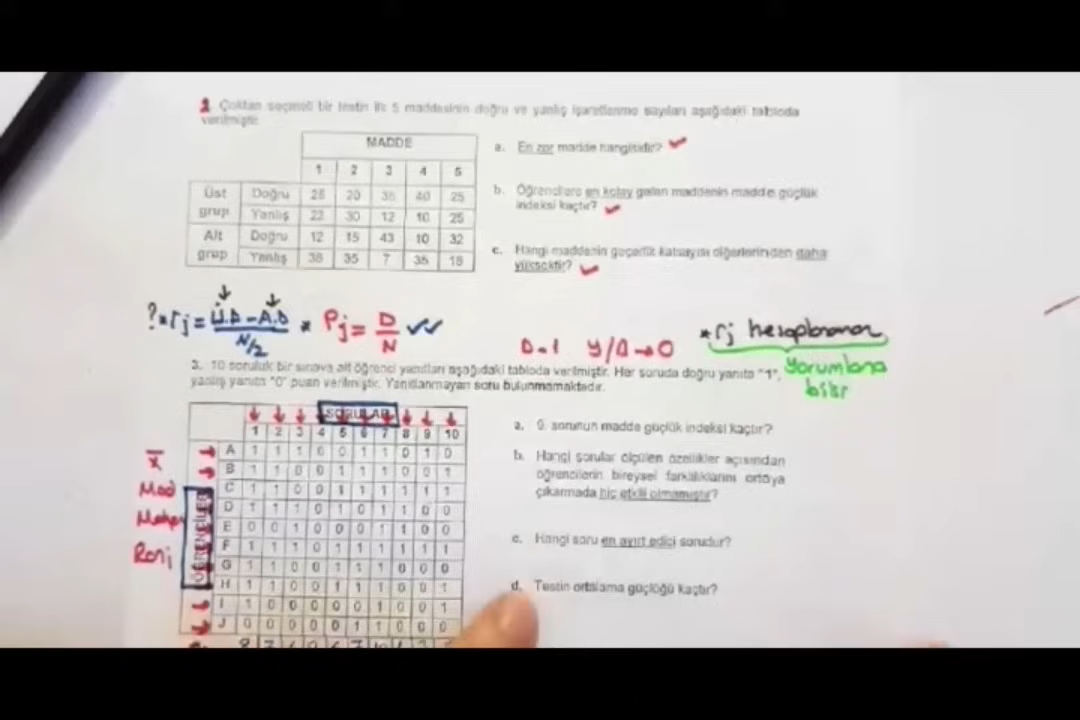 1. Çoktan seçmeli bir testin ilk 5 maddesinin doğru ve yanlış işaretlenme sayıları aşağıdaki tabloda
verilmiştir.
MADDE
1 2 3 4 5
Üst grup Doğru 28 20 38 40 25
Yanlış 22 30 12 10 25
Alt grup Doğru 12 15 43 10 32
Yanlış 38 35 7 18
a. En zor madde hangisidir?
b. Öğrencilere en kolay gelen maddenin madde güçlük
indeksi kaçtır?
c. Hangi maddenin geçerlik katsayısı diğerlerinden daha
yüksektir?
? * rj = Ü.D - A.D / N/2 * Pj = D / N
D→1 Y/B→0
* rj hesaplanamaz
yorumlana
bilir
10 soruluk bir sınava ait öğrenci yanıtları aşağıdaki tabloda verilmiştir. Her soruda doğru yanıta "1",
yanlış yanıta "0" puan verilmiştir. Yanıtlanmayan soru bulunmamaktadır.
SORULAR
1 2 3 4 5 6 7 8 9 10
ÖĞRENCİLER
A 1 1 1 0 0 1 1 0 1 0
B 1 1 0 0 1 1 1 0 0 1
C 1 1 0 0 1 1 1 1 1 1
D 1 1 1 0 1 0 1 1 0 0
E 0 0 1 0 0 0 1 1 0 0
F 1 1 1 0 1 1 1 1 1 1
G 1 1 0 0 1 1 1 0 0 0
H 1 1 0 0 1 1 1 0 0 1
I 1 0 0 0 0 0 1 0 0 1
J 0 0 0 0 0 1 1 0 0 0
x̄
Mod
Ranj
a. 9. sorunun madde güçlük indeksi kaçtır?
b. Hangi sorular ölçülen özellikler açısından
öğrencilerin bireysel farklılıklarını ortaya
çıkarmada hiç etkili olmamıştır?
c. Hangi soru en ayırt edici sorudur?
d. Testin ortalama güçlüğü kaçtır?